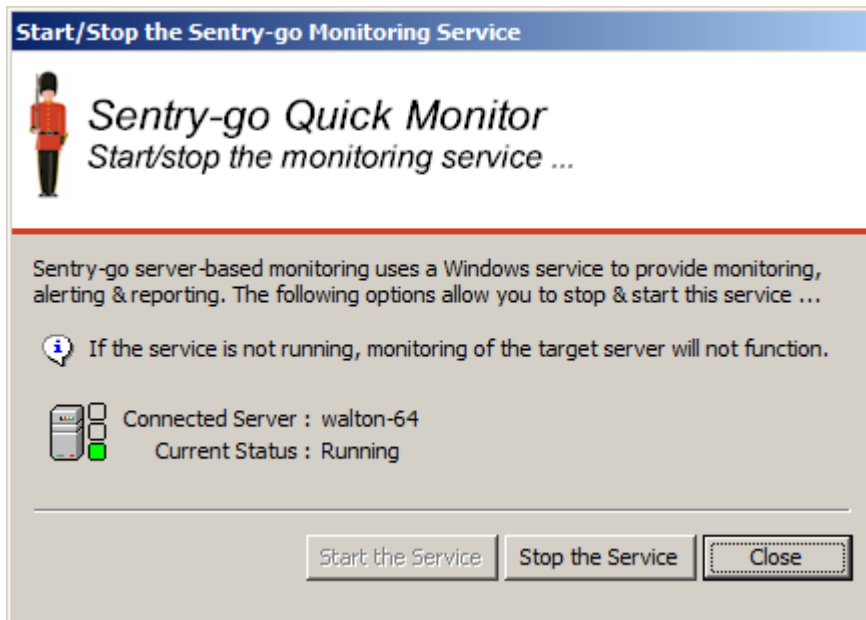 Start/Stop the Sentry-go Monitoring Service
Sentry-go Quick Monitor
Start/stop the monitoring service ...
Sentry-go server-based monitoring uses a Windows service to provide monitoring,
alerting & reporting. The following options allow you to stop & start this service ...
If the service is not running, monitoring of the target server will not function.
Connected Server : walton-64
Current Status : Running
Start the Service Stop the Service Close